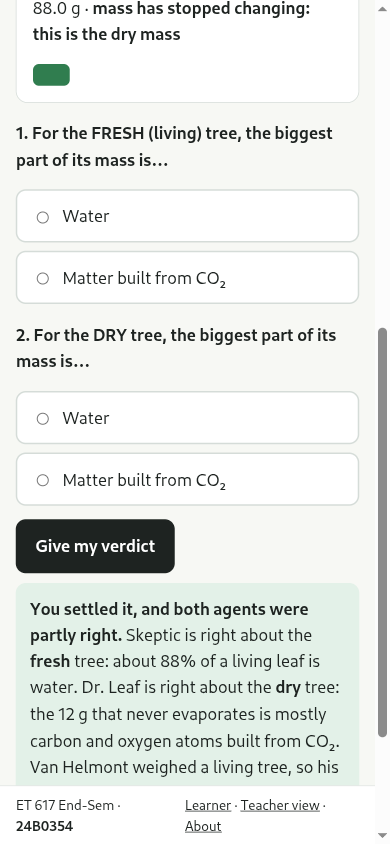 88.0 g · mass has stopped changing:
this is the dry mass
1. For the FRESH (living) tree, the biggest
part of its mass is...
Water
Matter built from CO₂
2. For the DRY tree, the biggest part of its
mass is...
Water
Matter built from CO₂
Give my verdict
You settled it, and both agents were
partly right. Skeptic is right about the
fresh tree: about 88% of a living leaf is
water. Dr. Leaf is right about the dry tree:
the 12 g that never evaporates is mostly
carbon and oxygen atoms built from CO₂.
Van Helmont weighed a living tree, so his
ET 617 End-Sem ·
24B0354
Learner · Teacher view ·
About